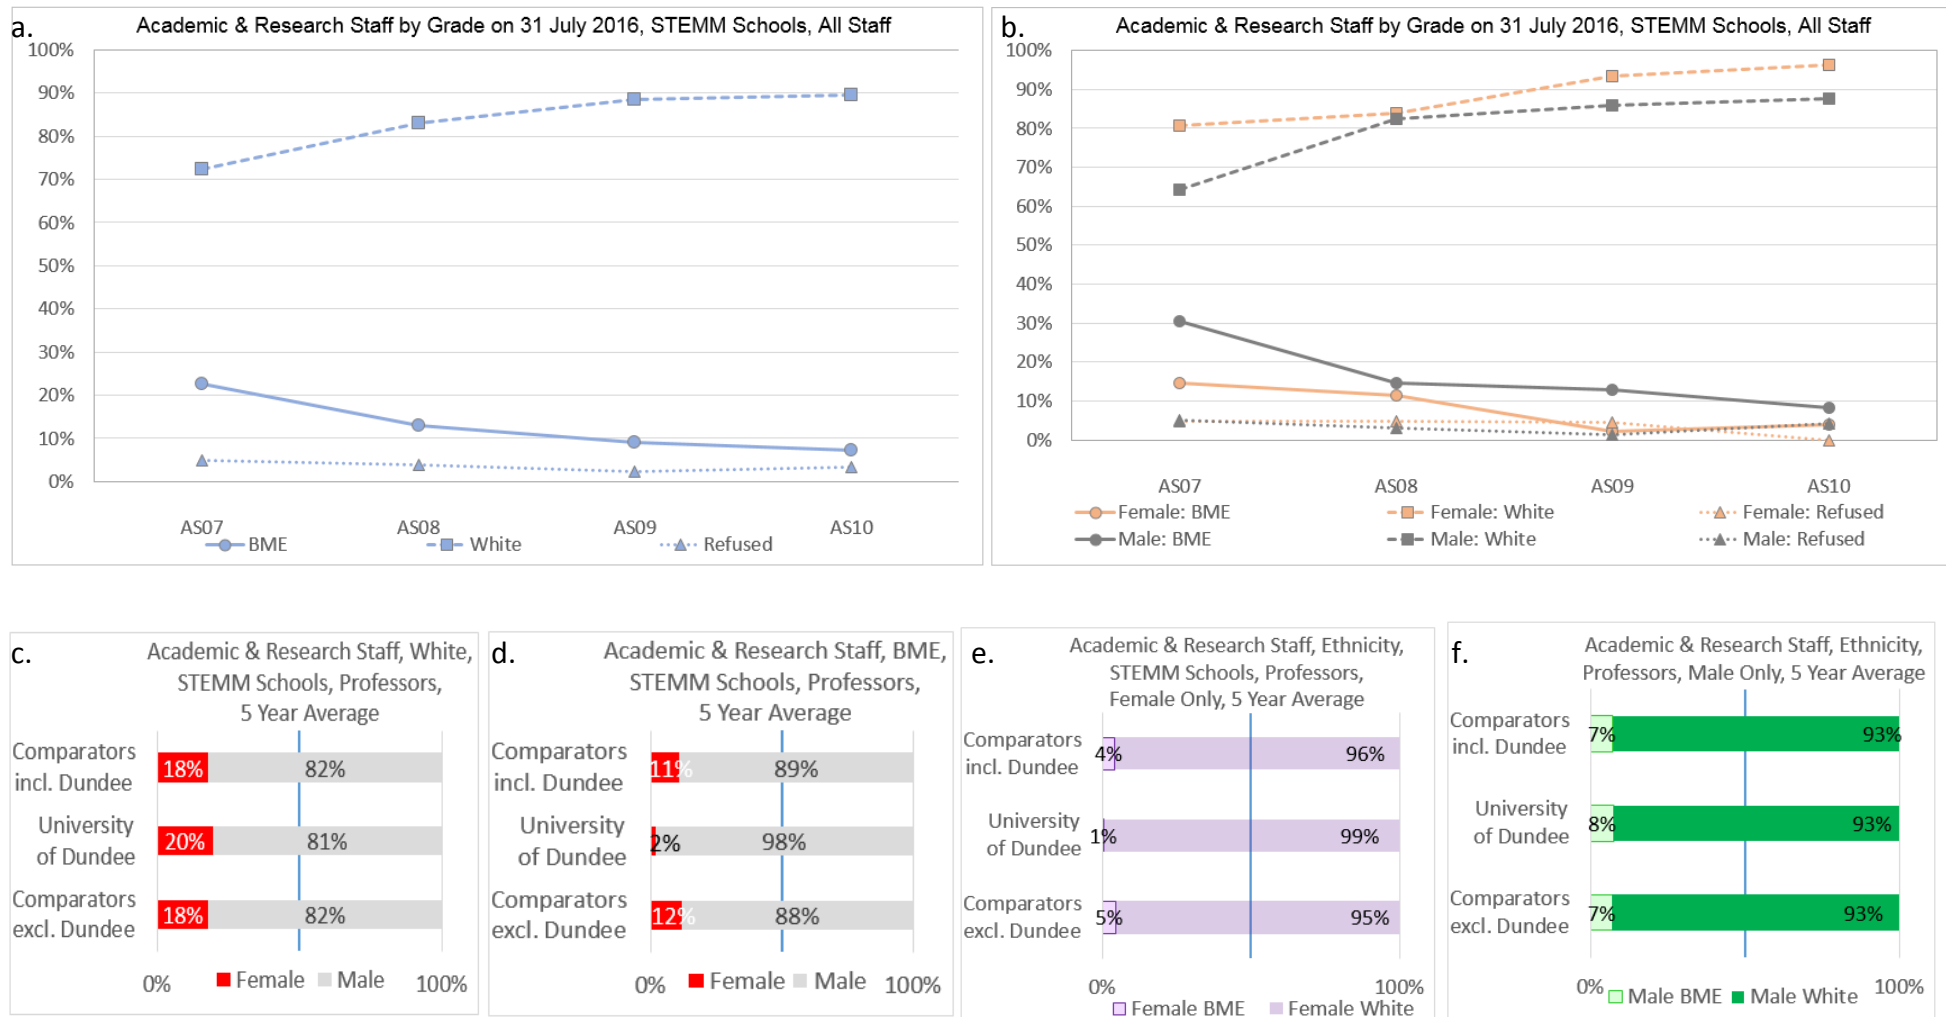 a.
Academic & Research Staff by Grade on 31 July 2016, STEMM Schools, All Staff
100%
90%
80%
70%
60%
50%
40%
30%
20%
10%
0%
AS07 AS08 AS09 AS10
BME White Refused
b.
Academic & Research Staff by Grade on 31 July 2016, STEMM Schools, All Staff
100%
90%
80%
70%
60%
50%
40%
30%
20%
10%
0%
AS07 AS08 AS09 AS10
Female: BME Female: White Female: Refused
Male: BME Male: White Male: Refused
c.
Academic & Research Staff, White,
STEMM Schools, Professors,
5 Year Average
Comparators
incl. Dundee
18% 82%
University
of Dundee
20% 81%
Comparators
excl. Dundee
18% 82%
0% 100%
Female Male
d.
Academic & Research Staff, BME,
STEMM Schools, Professors,
5 Year Average
Comparators
incl. Dundee
11% 89%
University
of Dundee
2% 98%
Comparators
excl. Dundee
12% 88%
0% 100%
Female Male
e.
Academic & Research Staff, Ethnicity,
STEMM Schools, Professors,
Female Only, 5 Year Average
Comparators
incl. Dundee
4% 96%
University
of Dundee
1% 99%
Comparators
excl. Dundee
5% 95%
0% 100%
Female BME Female White
f.
Academic & Research Staff, Ethnicity,
Professors, Male Only, 5 Year Average
Comparators
incl. Dundee
7% 93%
University
of Dundee
8% 93%
Comparators
excl. Dundee
7% 93%
0% 100%
Male BME Male White